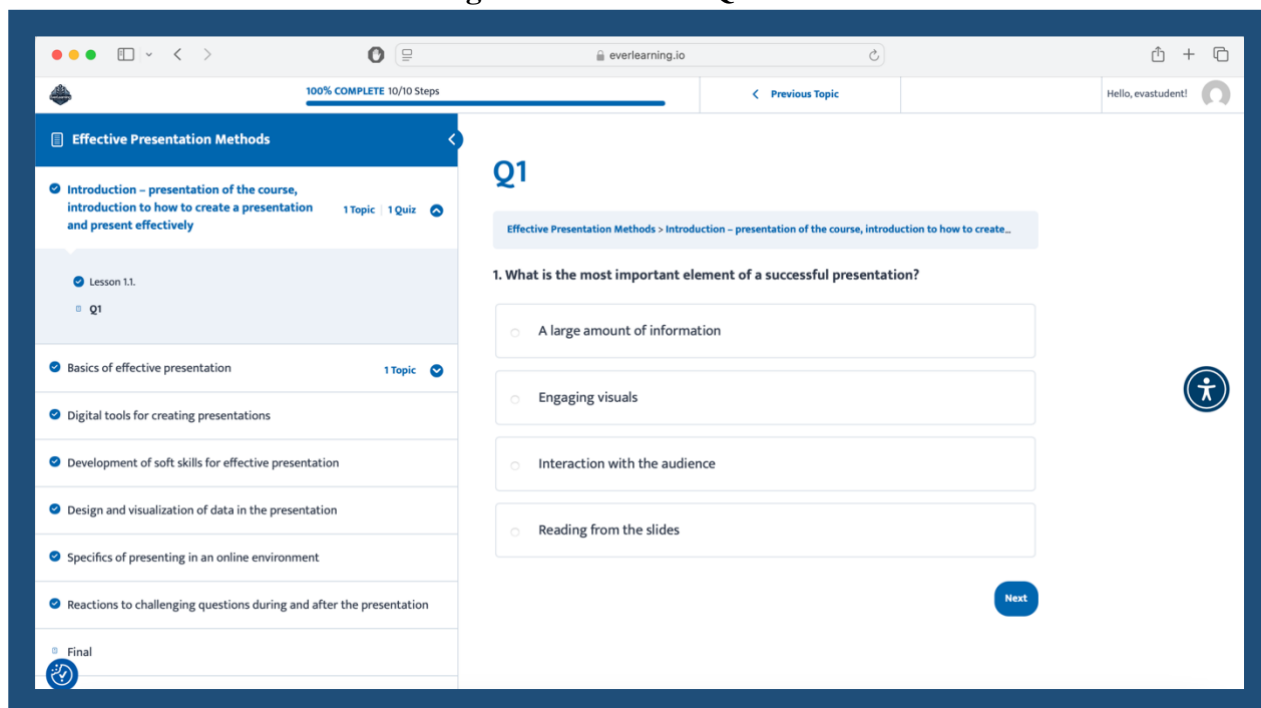 everlearning.io
100% COMPLETE 10/10 Steps
Previous Topic
Hello, evastudent!
Effective Presentation Methods
Introduction – presentation of the course,
introduction to how to create a presentation
and present effectively
1 Topic | 1 Quiz
Lesson 1.1.
Q1
Basics of effective presentation
1 Topic
Digital tools for creating presentations
Development of soft skills for effective presentation
Design and visualization of data in the presentation
Specifics of presenting in an online environment
Reactions to challenging questions during and after the presentation
Final
Q1
Effective Presentation Methods > Introduction – presentation of the course, introduction to how to create...
1. What is the most important element of a successful presentation?
A large amount of information
Engaging visuals
Interaction with the audience
Reading from the slides
Next